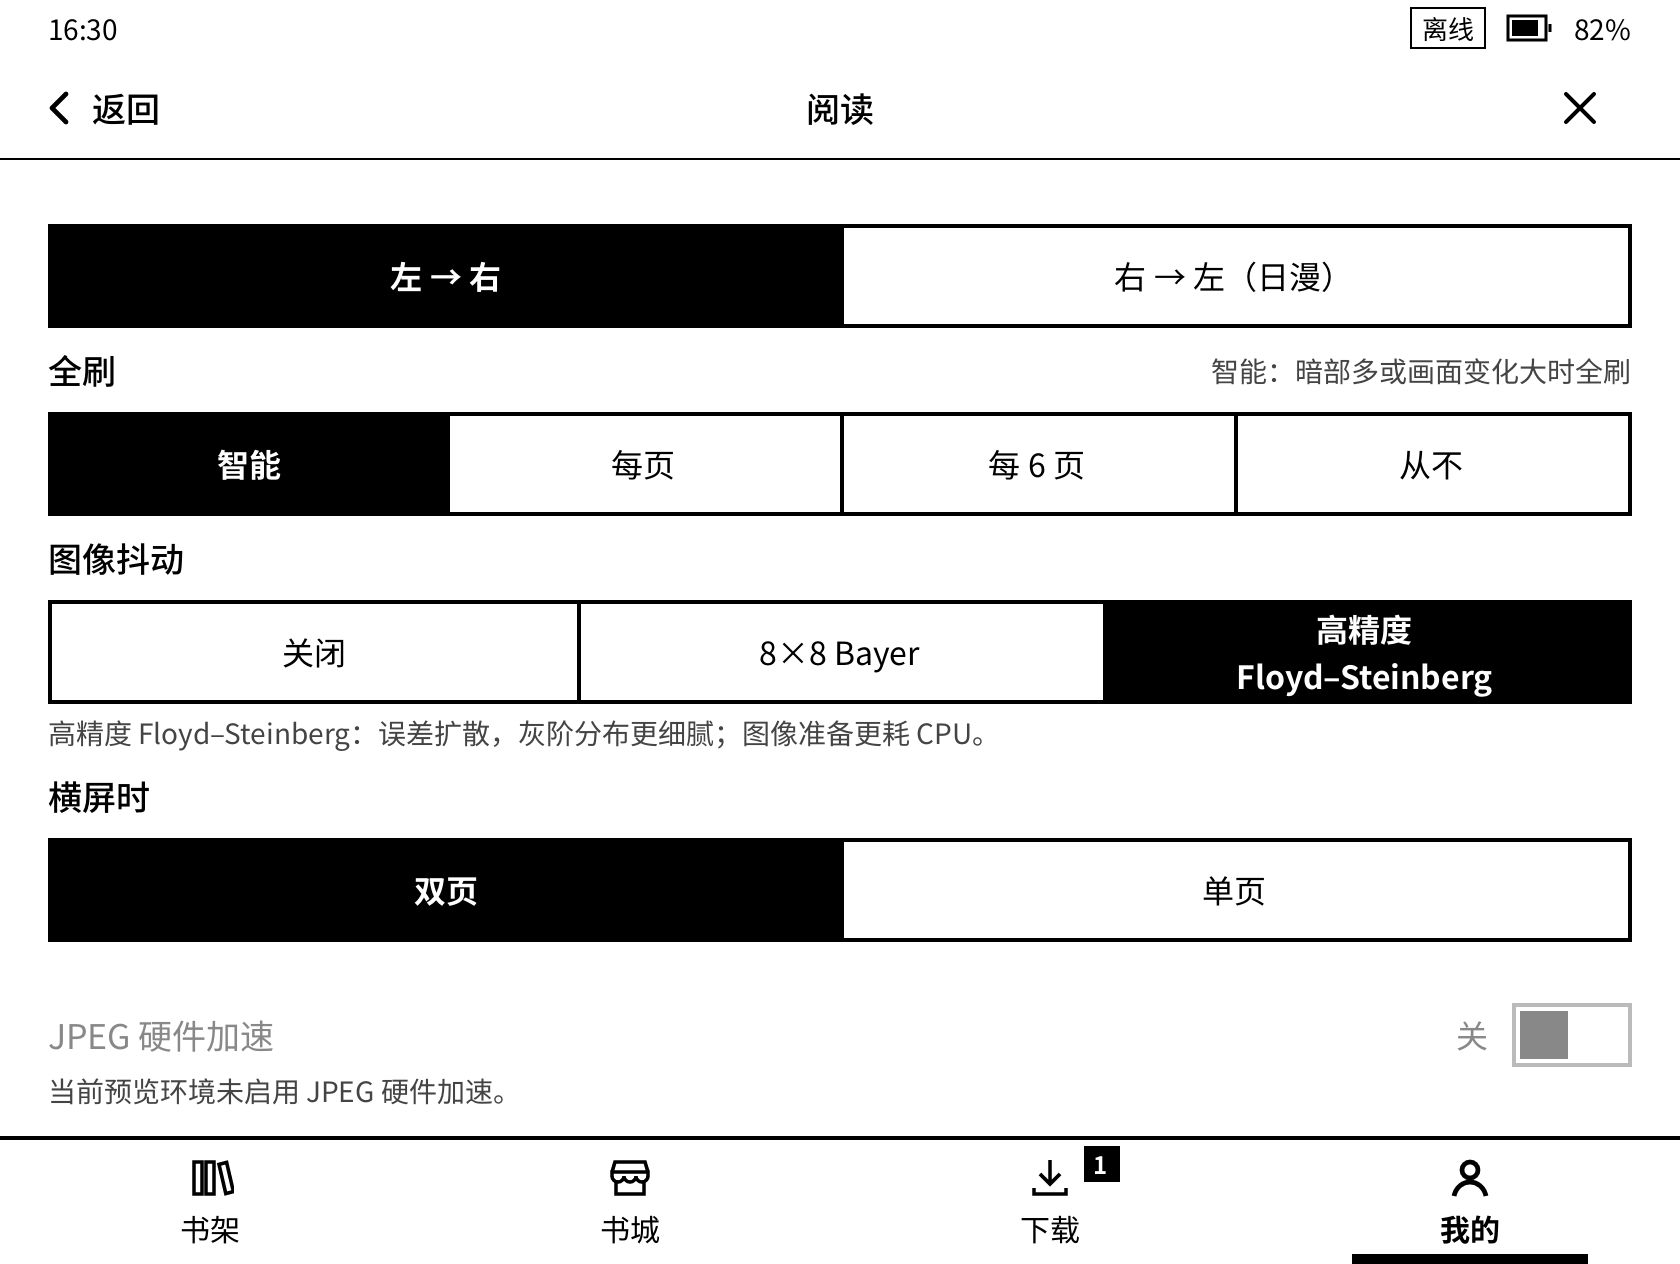 16:30
离线
82%
返回
阅读
左 → 右
右 → 左（日漫）
全刷
智能：暗部多或画面变化大时全刷
智能
每页
每 6 页
从不
图像抖动
关闭
8×8 Bayer
高精度
Floyd–Steinberg
高精度 Floyd–Steinberg：误差扩散，灰阶分布更细腻；图像准备更耗 CPU。
横屏时
双页
单页
JPEG 硬件加速
关
当前预览环境未启用 JPEG 硬件加速。
1
书架
书城
下载
我的